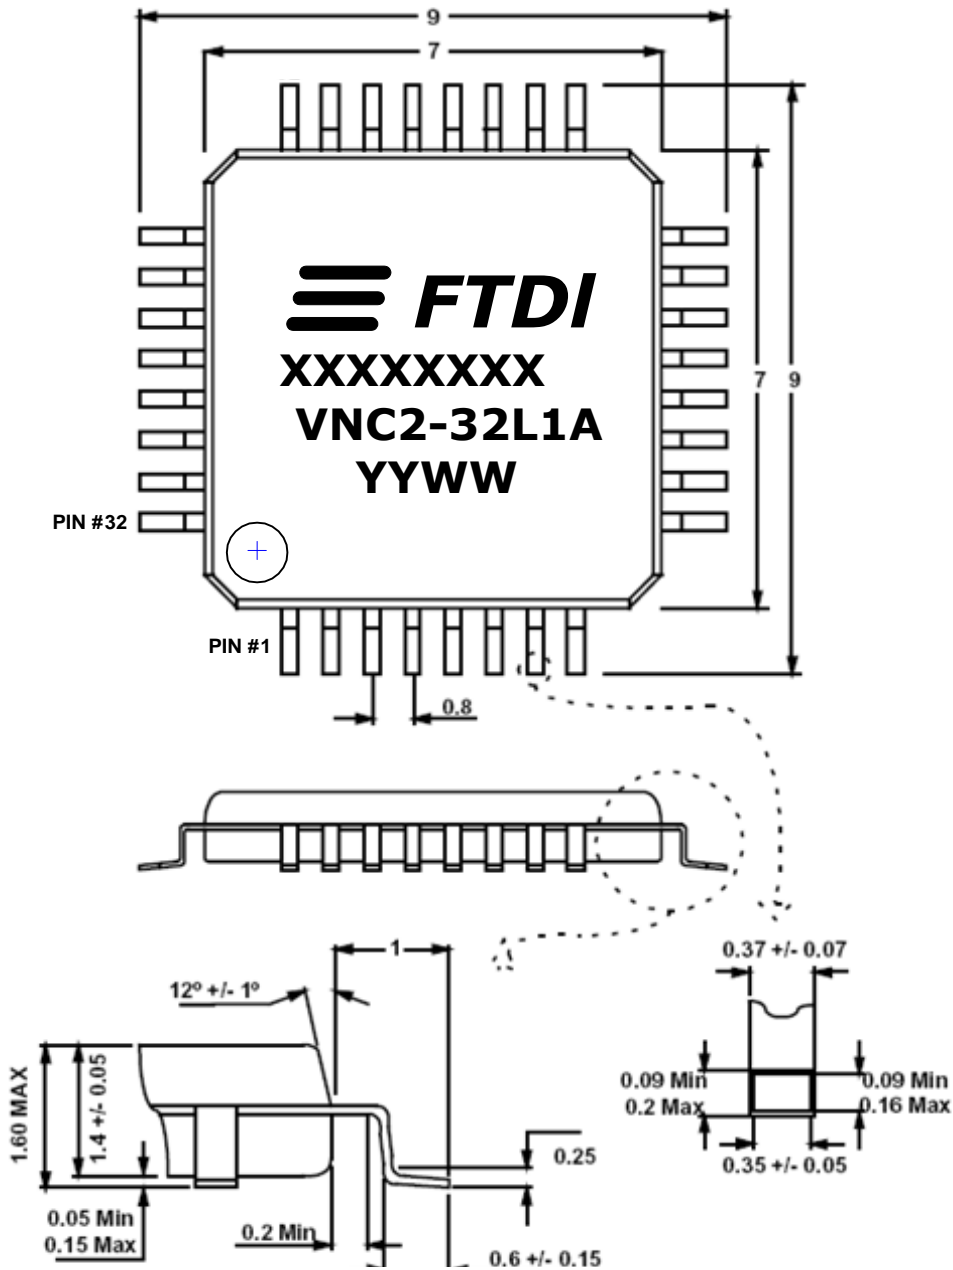 9
7
FTDI
XXXXXXXX
VNC2-32L1A
YYWW
7 9
PIN #32
PIN #1
0.8
1
0.37 +/- 0.07
12º +/- 1º
1.60 MAX
1.4 +/- 0.05
0.09 Min
0.2 Max
0.09 Min
0.16 Max
0.25
0.35 +/- 0.05
0.05 Min
0.15 Max
0.2 Min
0.6 +/- 0.15